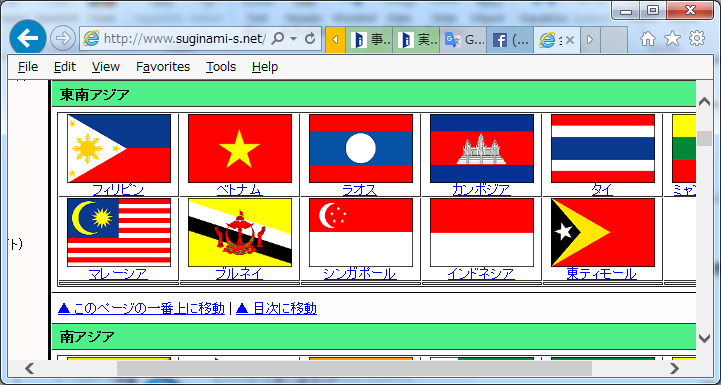 http://www.suginami-s.net/
事
実
G...
f (...
File Edit View Favorites Tools Help
東南アジア
フィリピン ベトナム ラオス カンボジア タイ ミャン
マレーシア ブルネイ シンガポール インドネシア 東ティモール
ト)
▲ このページの一番上に移動 | ▲ 目次に移動
南アジア